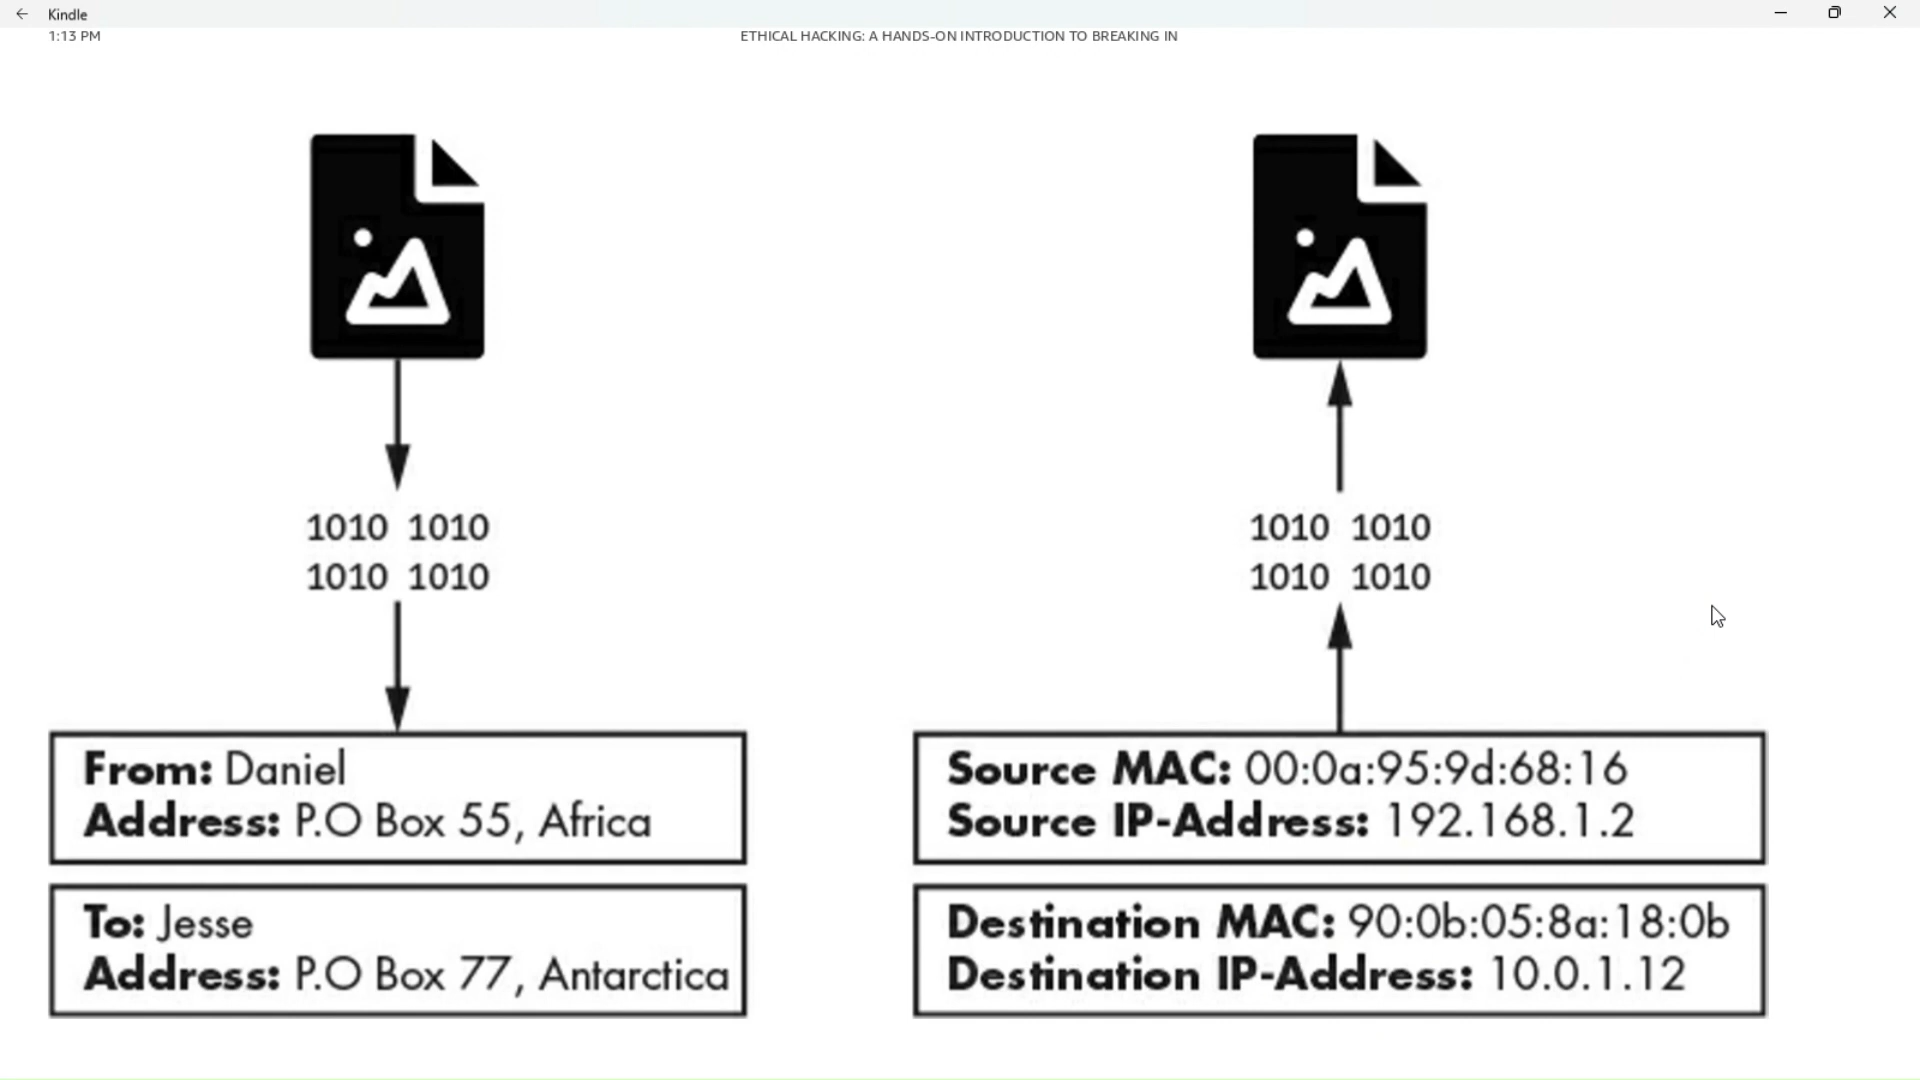 Kindle
1:13 PM
ETHICAL HACKING: A HANDS-ON INTRODUCTION TO BREAKING IN
1010 1010
1010 1010
From: Daniel
Address: P.O Box 55, Africa
To: Jesse
Address: P.O Box 77, Antarctica
1010 1010
1010 1010
Source MAC: 00:0a:95:9d:68:16
Source IP-Address: 192.168.1.2
Destination MAC: 90:0b:05:8a:18:0b
Destination IP-Address: 10.0.1.12